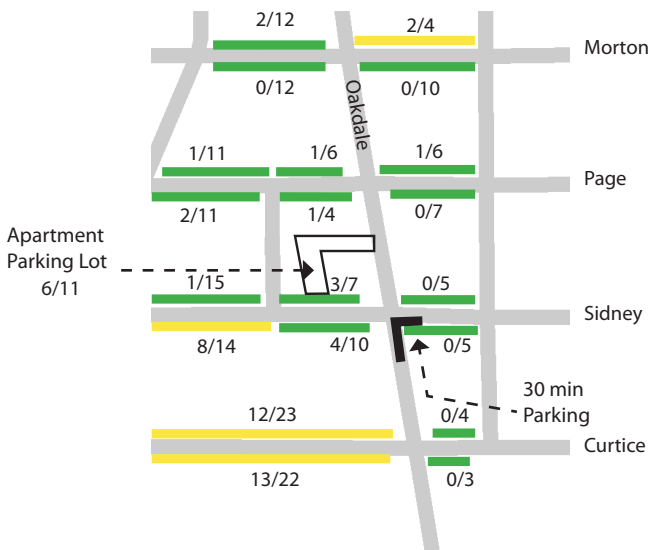 2/12
2/4
Morton
0/12
0/10
Oakdale
1/11
1/6
1/6
Page
2/11
1/4
0/7
Apartment
Parking Lot
6/11
1/15
3/7
0/5
Sidney
8/14
4/10
0/5
30 min
Parking
12/23
0/4
Curtice
13/22
0/3